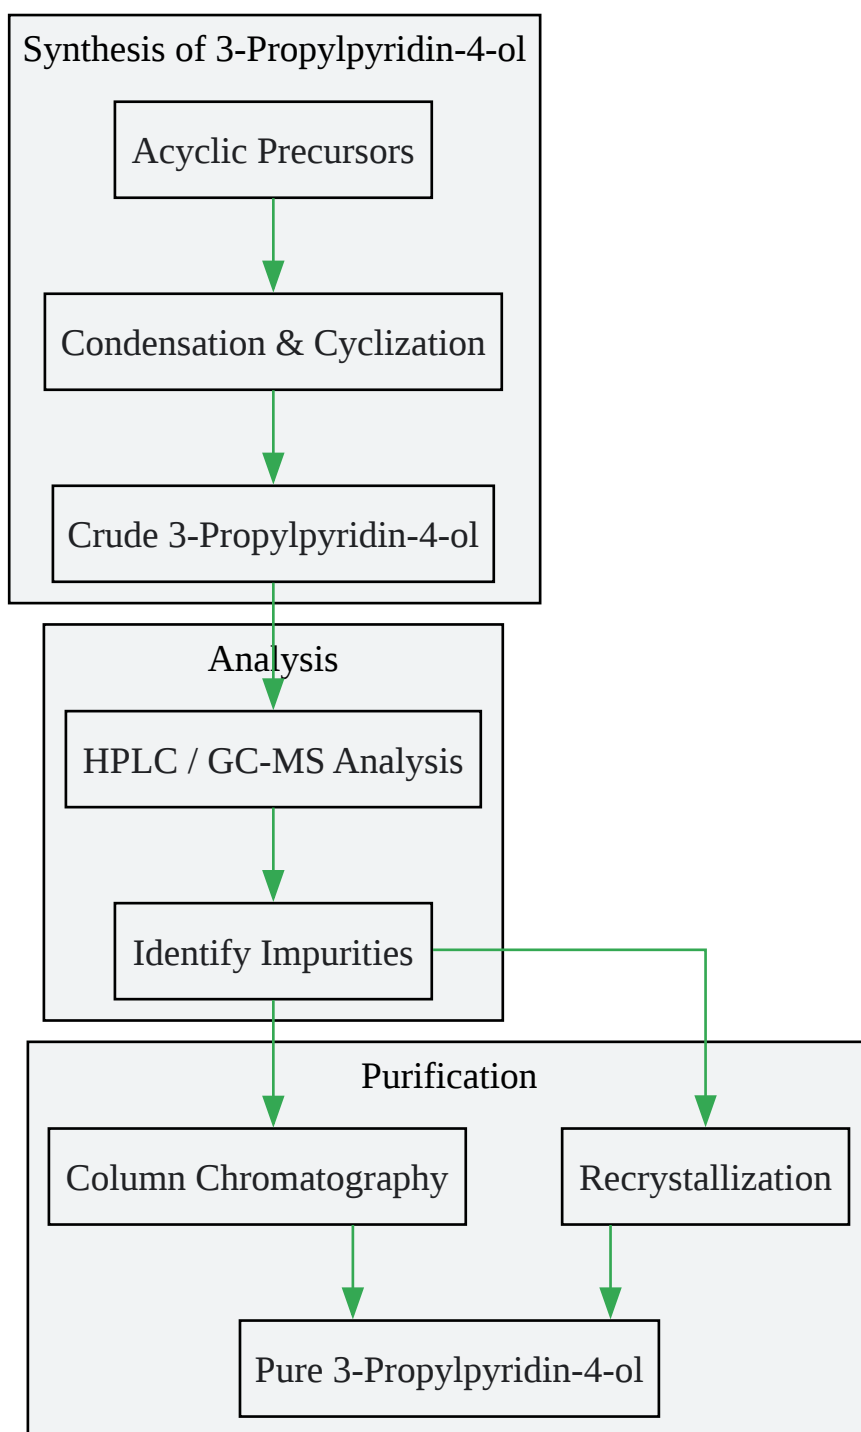 Synthesis of 3-Propylpyridin-4-ol
Acyclic Precursors
Condensation & Cyclization
Crude 3-Propylpyridin-4-ol
Analysis
HPLC / GC-MS Analysis
Identify Impurities
Purification
Column Chromatography
Recrystallization
Pure 3-Propylpyridin-4-ol